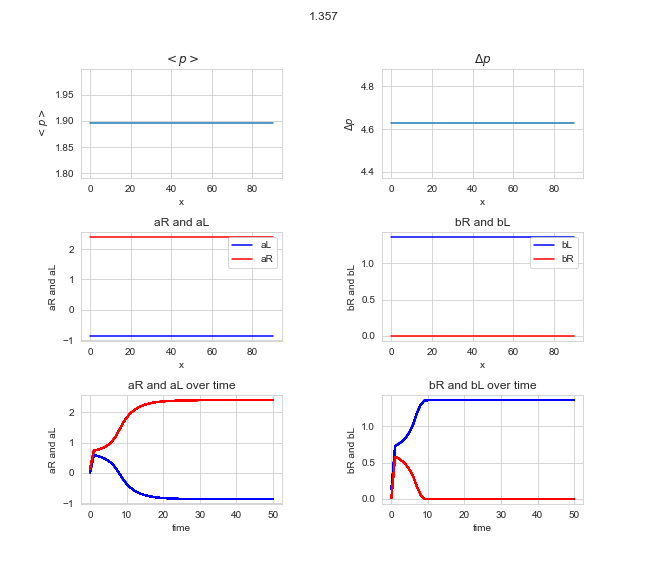 1.357
< p >
Δp
1.95
1.90
1.85
1.80
< p >
0 20 40 60 80
x
4.8
4.6
4.4
Δp
0 20 40 60 80
x
aR and aL
bR and bL
2
1
0
−1
aR and aL
aL
aR
0 20 40 60 80
x
1.0
0.5
0.0
bR and bL
bL
bR
0 20 40 60 80
x
aR and aL over time
bR and bL over time
2
1
0
−1
aR and aL
0 10 20 30 40 50
time
1.0
0.5
0.0
bR and bL
0 10 20 30 40 50
time